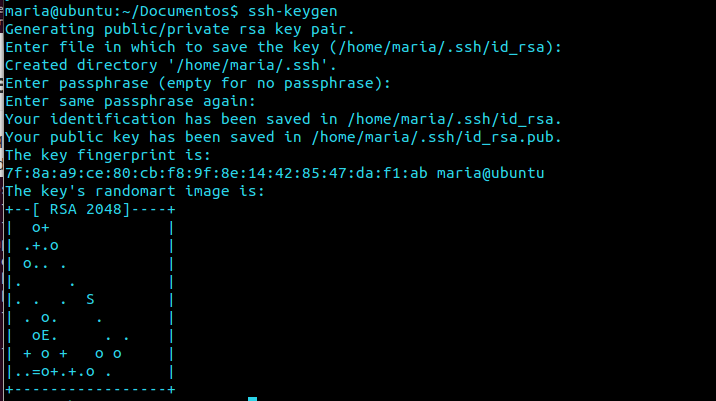 maria@ubuntu:~/Documentos$ ssh-keygen
Generating public/private rsa key pair.
Enter file in which to save the key (/home/maria/.ssh/id_rsa):
Created directory '/home/maria/.ssh'.
Enter passphrase (empty for no passphrase):
Enter same passphrase again:
Your identification has been saved in /home/maria/.ssh/id_rsa.
Your public key has been saved in /home/maria/.ssh/id_rsa.pub.
The key fingerprint is:
7f:8a:a9:ce:80:cb:f8:9f:8e:14:42:85:47:da:f1:ab maria@ubuntu
The key's randomart image is:
+--[ RSA 2048]----+
|  o+             |
| .+.o            |
| o.. .           |
|.     .          |
|. .  .  S        |
| . o.    .       |
|  oE.     . .    |
| + o +   o o     |
|..=o+.+.o .      |
+-----------------+